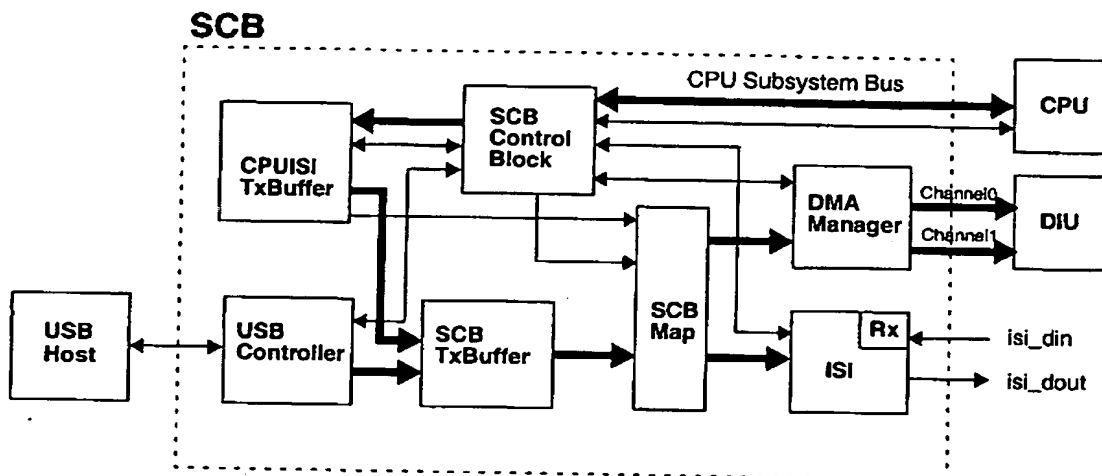 SCB
CPU Subsystem Bus
CPU
SCB
Control
Block
CPUISI
TxBuffer
DMA
Manager
Channel0
Channel1
DIU
SCB
Map
USB
Host
USB
Controller
SCB
TxBuffer
Rx
ISI
isi_din
isi_dout